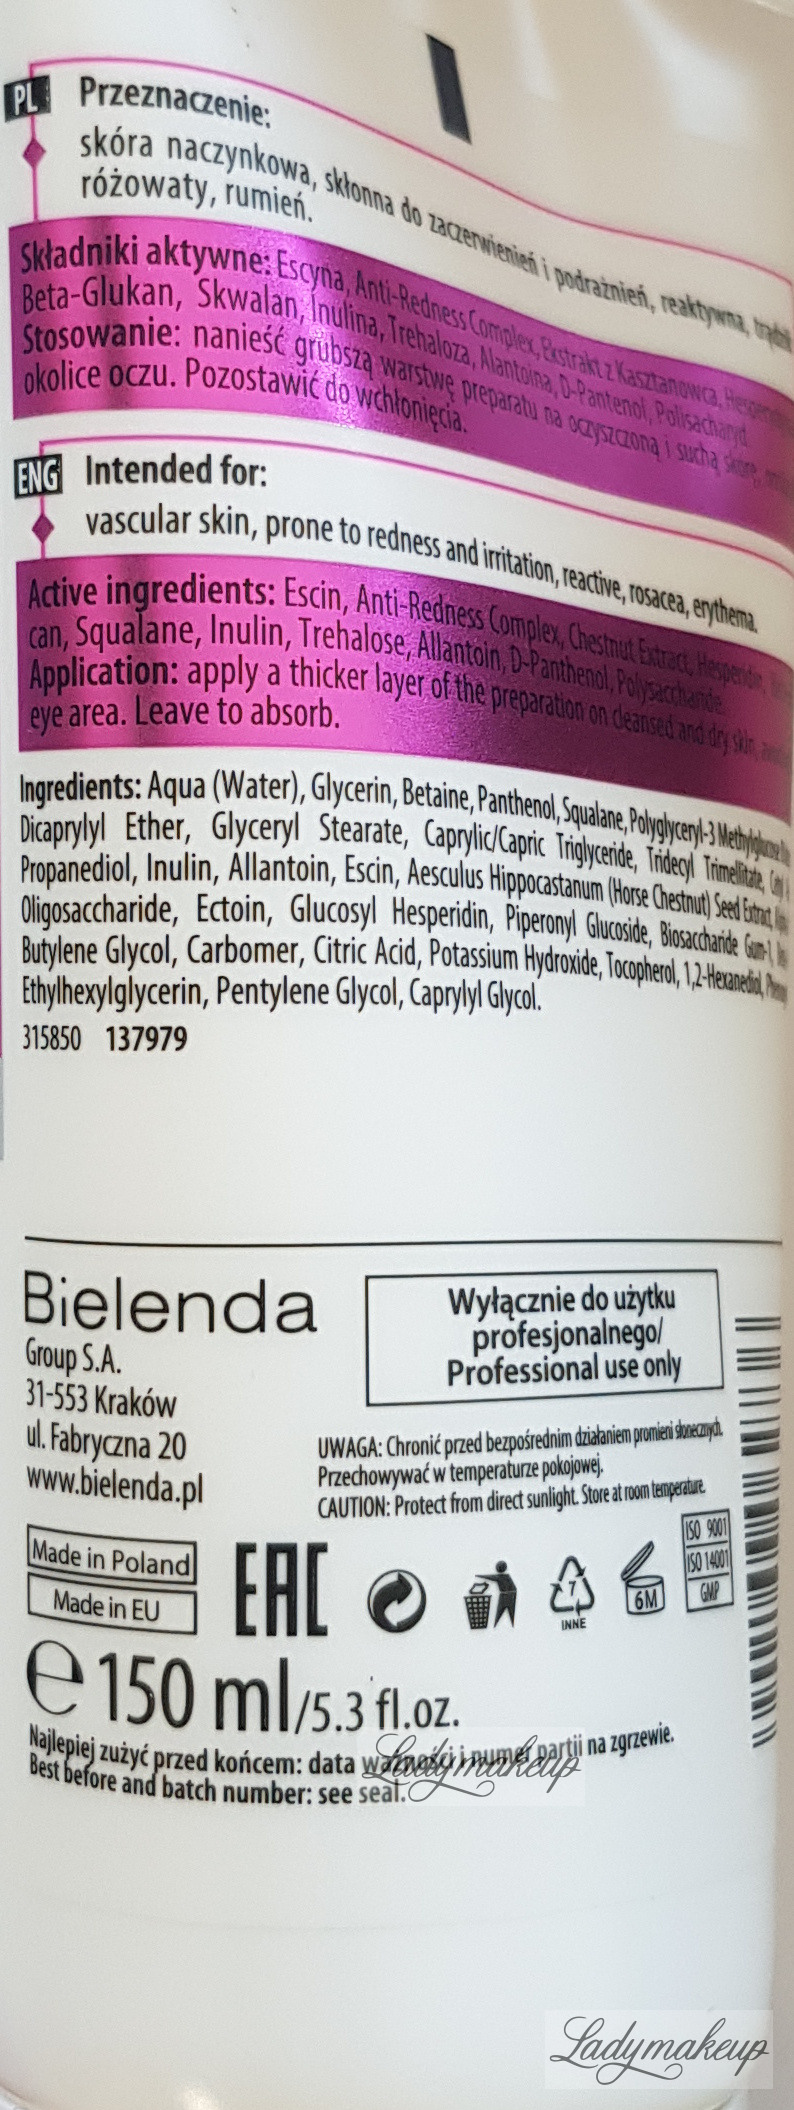 PL Przeznaczenie:
skóra naczynkowa, skłonna do zaczerwienień i podrażnień, reaktywna,
różowaty, rumień.
Składniki aktywne: Escyna, Anti-Redness Complex, Ekstrakt z Kasztanowca,
Beta-Glukan, Skwalan, Inulina, Trehaloza, Alantoina, D-Pantenol, Polisacharyd
Stosowanie: nanieść grubszą warstwę preparatu na oczyszczoną i suchą skórę,
okolice oczu. Pozostawić do wchłonięcia.
ENG Intended for:
vascular skin, prone to redness and irritation, reactive, rosacea, erythema.
Active ingredients: Escin, Anti-Redness Complex, Chestnut Extract, Hesperidin,
can, Squalane, Inulin, Trehalose, Allantoin, D-Panthenol, Polysaccharide.
Application: apply a thicker layer of the preparation on cleansed and dry skin,
eye area. Leave to absorb.
Ingredients: Aqua (Water), Glycerin, Betaine, Panthenol, Squalane, Polyglyceryl-3
Dicaprylyl Ether, Glyceryl Stearate, Caprylic/Capric Triglyceride, Tridecyl Trimellitate,
Propanediol, Inulin, Allantoin, Escin, Aesculus Hippocastanum (Horse Chestnut) Seed Extract,
Oligosaccharide, Ectoin, Glucosyl Hesperidin, Piperonyl Glucoside, Biosaccharide Gum-1,
Butylene Glycol, Carbomer, Citric Acid, Potassium Hydroxide, Tocopherol, 1,2-Hexanediol,
Ethylhexylglycerin, Pentylene Glycol, Caprylyl Glycol.
315850 137979
Bielenda
Group S.A.
31-553 Kraków
ul. Fabryczna 20
www.bielenda.pl
Wyłącznie do użytku
profesjonalnego/
Professional use only
UWAGA: Chronić przed bezpośrednim działaniem promieni słonecznych.
Przechowywać w temperaturze pokojowej.
CAUTION: Protect from direct sunlight. Store at room temperature.
Made in Poland
Made in EU
EAC
7
INNE
6M
ISO 9001
ISO 14001
GMP
e 150 ml/5.3 fl.oz.
Najlepiej zużyć przed końcem: data ważności i numer partii na zgrzewie.
Best before and batch number: see seal.
Ladymakeup
Ladymakeup